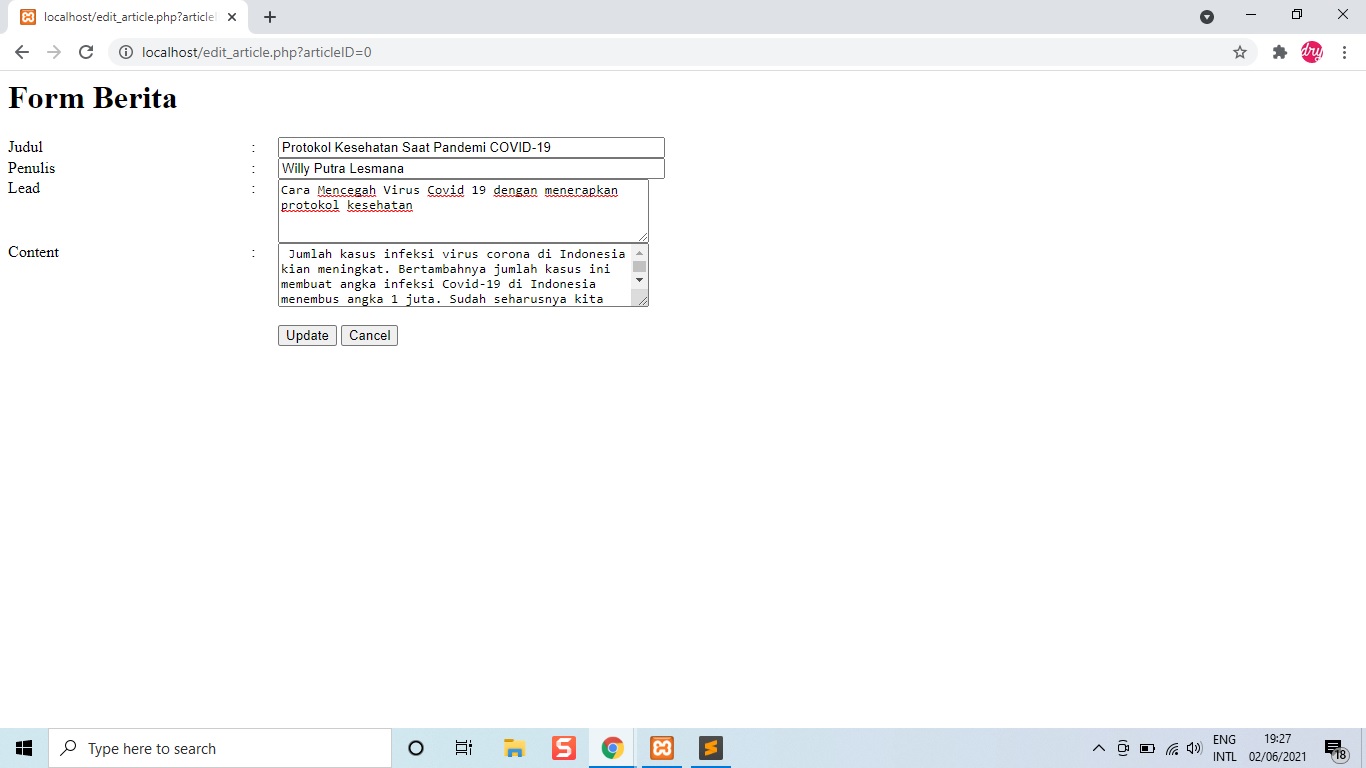 localhost/edit_article.php?article
localhost/edit_article.php?articleID=0
dry
Form Berita
Judul : Protokol Kesehatan Saat Pandemi COVID-19
Penulis : Willy Putra Lesmana
Lead : Cara Mencegah Virus Covid 19 dengan menerapkan
protokol kesehatan
Content : Jumlah kasus infeksi virus corona di Indonesia
kian meningkat. Bertambahnya jumlah kasus ini
membuat angka infeksi Covid-19 di Indonesia
menembus angka 1 juta. Sudah seharusnya kita
Update Cancel
Type here to search
S
ENG
INTL
19:27
02/06/2021
18